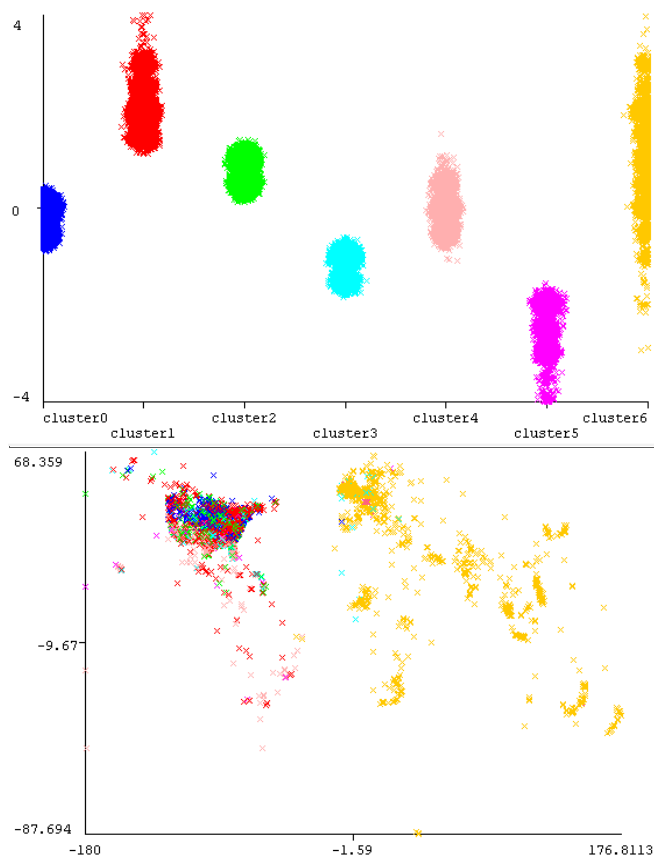 4
0
-4
cluster0 cluster2 cluster4 cluster6
cluster1 cluster3 cluster5
68.359
-9.67
-87.694
-180 -1.59 176.8113